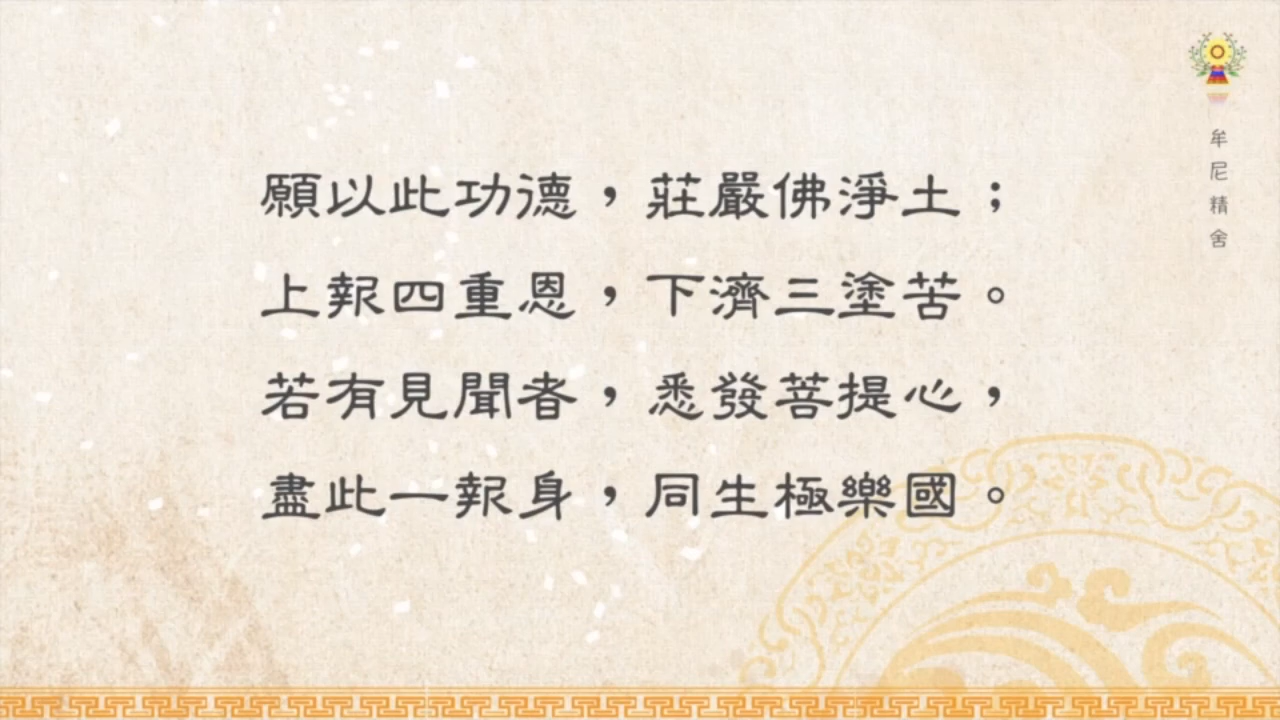 願以此功德，莊嚴佛淨土；
上報四重恩，下濟三塗苦。
若有見聞者，悉發菩提心，
盡此一報身，同生極樂國。
牟尼精舍